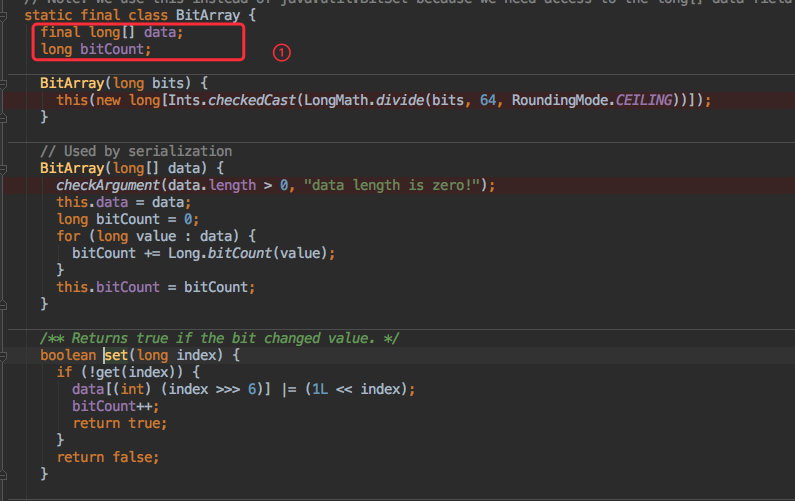 // Note: we use this instead of java.util.BitSet because we need access to the long[] data field
static final class BitArray {
final long[] data;
long bitCount;
①
BitArray(long bits) {
this(new long[Ints.checkedCast(LongMath.divide(bits, 64, RoundingMode.CEILING))]);
}
// Used by serialization
BitArray(long[] data) {
checkArgument(data.length > 0, "data length is zero!");
this.data = data;
long bitCount = 0;
for (long value : data) {
bitCount += Long.bitCount(value);
}
this.bitCount = bitCount;
}
/** Returns true if the bit changed value. */
boolean set(long index) {
if (!get(index)) {
data[(int) (index >>> 6)] |= (1L << index);
bitCount++;
return true;
}
return false;
}